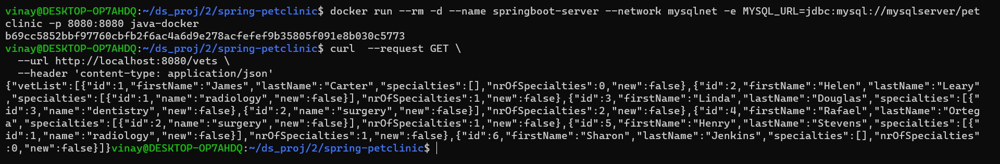 vinay@DESKTOP-OP7AHDQ:~/ds_proj/2/spring-petclinic$ docker run --rm -d --name springboot-server --network mysqlnet -e MYSQL_URL=jdbc:mysql://mysqlserver/pet
clinic -p 8080:8080 java-docker
b69cc5852bbf97760cbfb2f6ac4a6d9e278acfefef9b35805f091e8b030c5773
vinay@DESKTOP-OP7AHDQ:~/ds_proj/2/spring-petclinic$ curl  --request GET \
  --url http://localhost:8080/vets \
  --header 'content-type: application/json'
{"vetList":[{"id":1,"firstName":"James","lastName":"Carter","specialties":[],"nrOfSpecialties":0,"new":false},{"id":2,"firstName":"Helen","lastName":"Leary"
,"specialties":[{"id":1,"name":"radiology","new":false}],"nrOfSpecialties":1,"new":false},{"id":3,"firstName":"Linda","lastName":"Douglas","specialties":[{"
id":3,"name":"dentistry","new":false},{"id":2,"name":"surgery","new":false}],"nrOfSpecialties":2,"new":false},{"id":4,"firstName":"Rafael","lastName":"Orteg
a","specialties":[{"id":2,"name":"surgery","new":false}],"nrOfSpecialties":1,"new":false},{"id":5,"firstName":"Henry","lastName":"Stevens","specialties":[{"
id":1,"name":"radiology","new":false}],"nrOfSpecialties":1,"new":false},{"id":6,"firstName":"Sharon","lastName":"Jenkins","specialties":[],"nrOfSpecialties"
:0,"new":false}]}vinay@DESKTOP-OP7AHDQ:~/ds_proj/2/spring-petclinic$